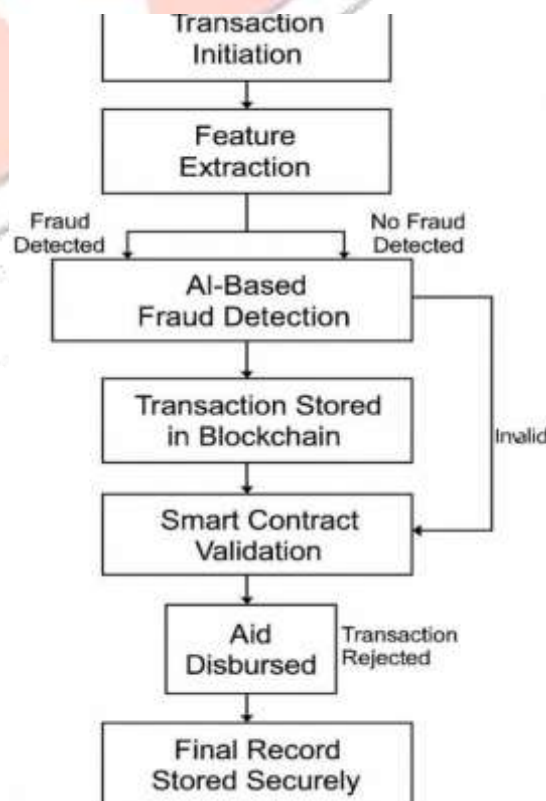 Transaction
Initiation
Feature
Extraction
Fraud
Detected
No Fraud
Detected
AI-Based
Fraud Detection
Transaction Stored
in Blockchain
Invalid
Smart Contract
Validation
Aid
Disbursed
Transaction
Rejected
Final Record
Stored Securely